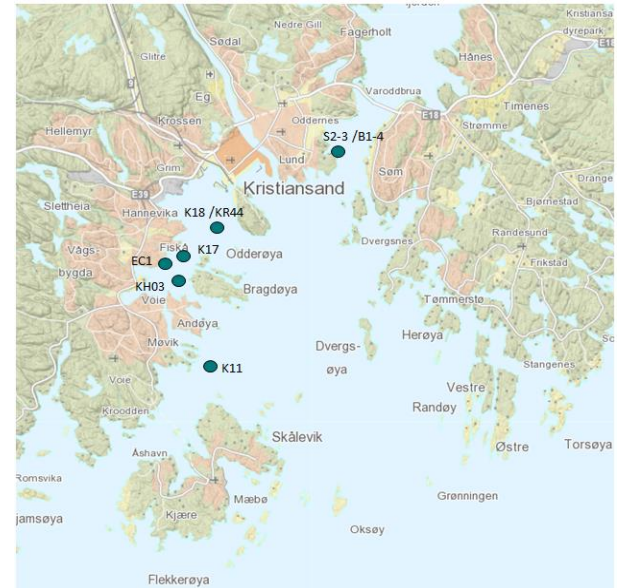 fjorden
Nedre Gill
Fagerholt
Kristiansa
dyrepark
E18
Glitre
Sødal
Hånes
Eg
Varoddbrua
Timenes
Krossen
Oddernes
E18
Strømme
Hellemyr
S2-3 /B1-4
Grim
Lund
Søm
Drange
Kristiansand
E39
Slettheia
Bjørnestad
Hannevika
K18 /KR44
Randesund
Dvergsnes
Vågs-
bygda
Fiskå
K17
Odderøya
Frikstad
EC1
KH03
Bragdøya
Voie
Tømmerstø
Andøya
Herøya
Møvik
Dvergs-
øya
Stangenes
K11
Voie
Vestre
Randøy
Kroodden
Skålevik
Østre
Torsøya
Åshavn
Romsvika
Mæbø
Grønningen
jamsøya
Kjære
Oksøy
Flekkerøya